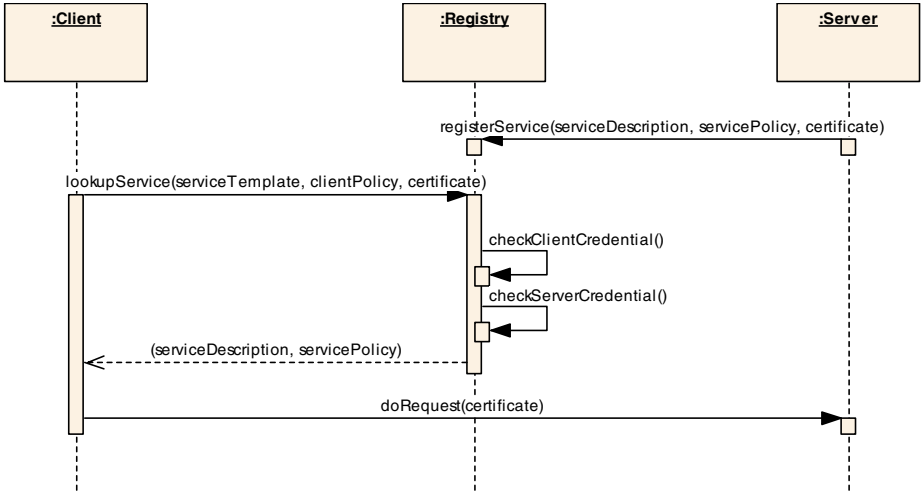 :Client
:Registry
:Server
registerService(serviceDescription, servicePolicy, certificate)
lookupService(serviceTemplate, clientPolicy, certificate)
checkClientCredential()
checkServerCredential()
(serviceDescription, servicePolicy)
doRequest(certificate)